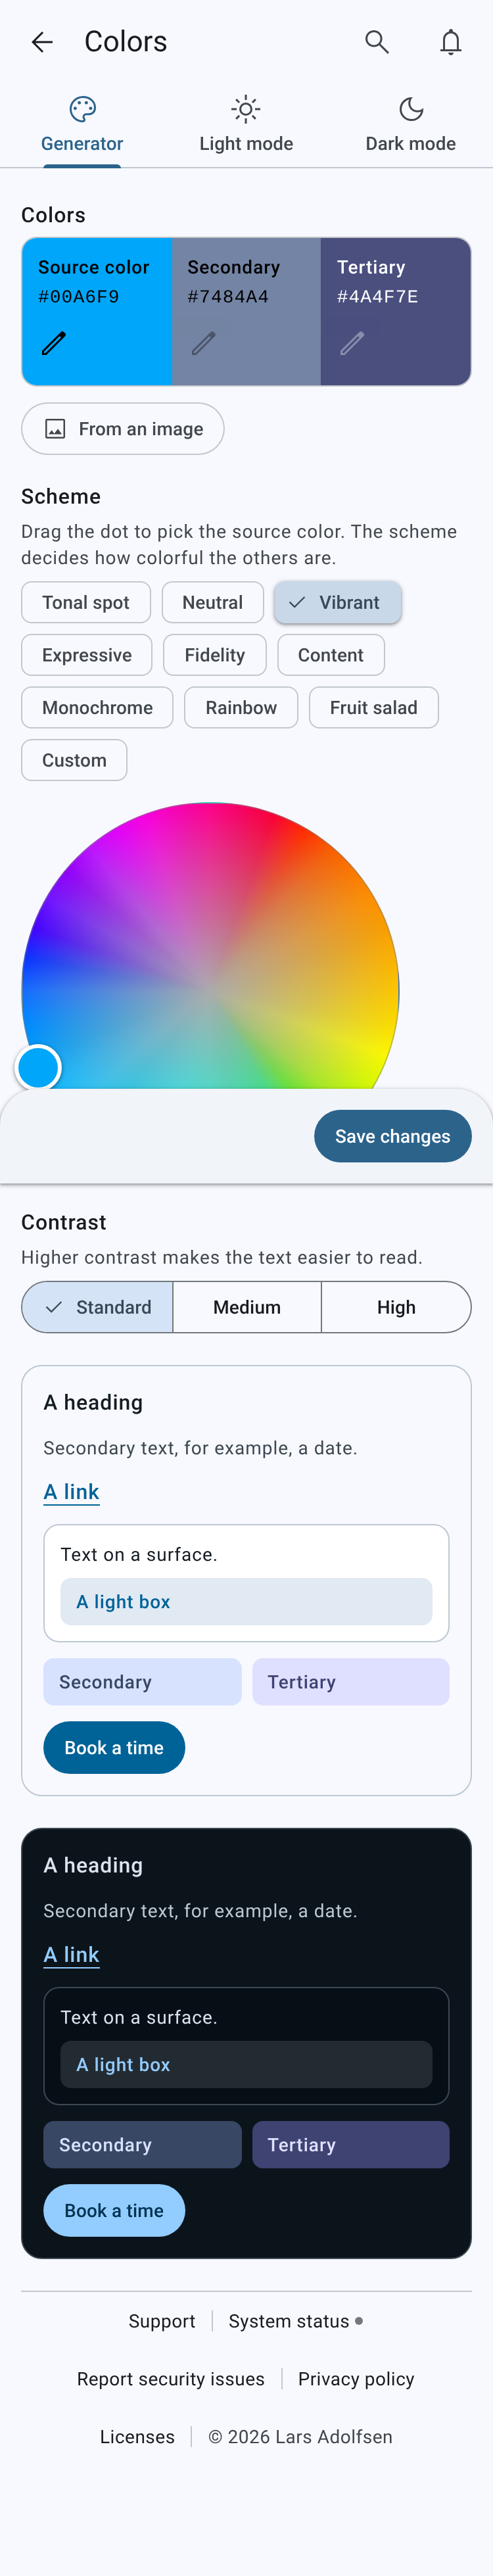 Colors
Generator
Light mode
Dark mode
Colors
Source color
#00A6F9
Secondary
#7484A4
Tertiary
#4A4F7E
From an image
Scheme
Drag the dot to pick the source color. The scheme
decides how colorful the others are.
Tonal spot
Neutral
Vibrant
Expressive
Fidelity
Content
Monochrome
Rainbow
Fruit salad
Custom
Save changes
Contrast
Higher contrast makes the text easier to read.
Standard
Medium
High
A heading
Secondary text, for example, a date.
A link
Text on a surface.
A light box
Secondary
Tertiary
Book a time
A heading
Secondary text, for example, a date.
A link
Text on a surface.
A light box
Secondary
Tertiary
Book a time
Support
System status
Report security issues
Privacy policy
Licenses
© 2026 Lars Adolfsen